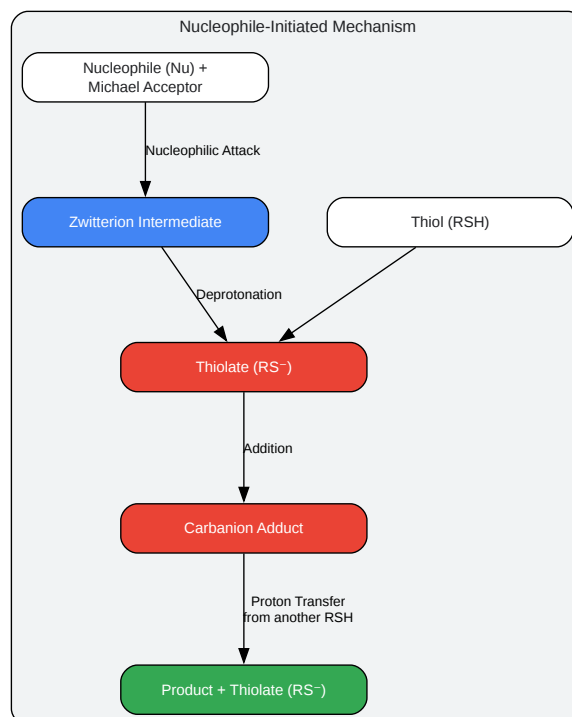 Nucleophile-Initiated Mechanism
Nucleophile (Nu) +
Michael Acceptor
Nucleophilic Attack
Zwitterion Intermediate
Thiol (RSH)
Deprotonation
Thiolate (RS⁻)
Addition
Carbanion Adduct
Proton Transfer
from another RSH
Product + Thiolate (RS⁻)